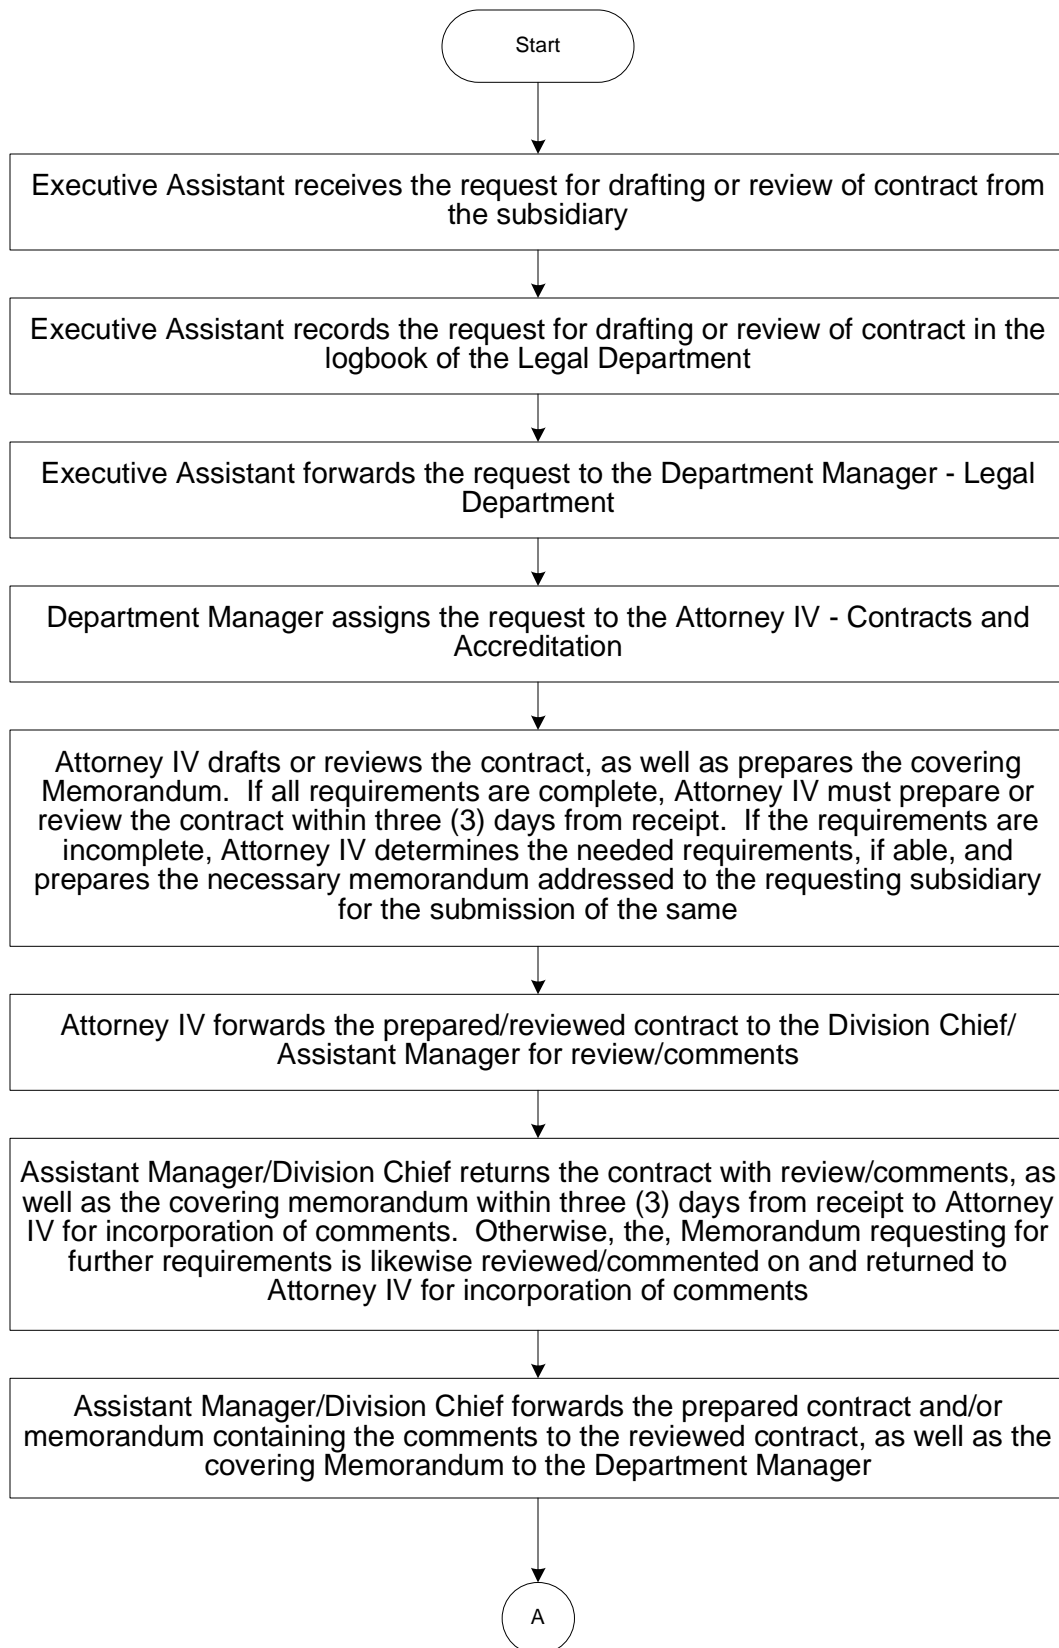 Start
Executive Assistant receives the request for drafting or review of contract from
the subsidiary
Executive Assistant records the request for drafting or review of contract in the
logbook of the Legal Department
Executive Assistant forwards the request to the Department Manager - Legal
Department
Department Manager assigns the request to the Attorney IV - Contracts and
Accreditation
Attorney IV drafts or reviews the contract, as well as prepares the covering
Memorandum.  If all requirements are complete, Attorney IV must prepare or
review the contract within three (3) days from receipt.  If the requirements are
incomplete, Attorney IV determines the needed requirements, if able, and
prepares the necessary memorandum addressed to the requesting subsidiary
for the submission of the same
Attorney IV forwards the prepared/reviewed contract to the Division Chief/
Assistant Manager for review/comments
Assistant Manager/Division Chief returns the contract with review/comments, as
well as the covering memorandum within three (3) days from receipt to Attorney
IV for incorporation of comments.  Otherwise, the, Memorandum requesting for
further requirements is likewise reviewed/commented on and returned to
Attorney IV for incorporation of comments
Assistant Manager/Division Chief forwards the prepared contract and/or
memorandum containing the comments to the reviewed contract, as well as the
covering Memorandum to the Department Manager
A